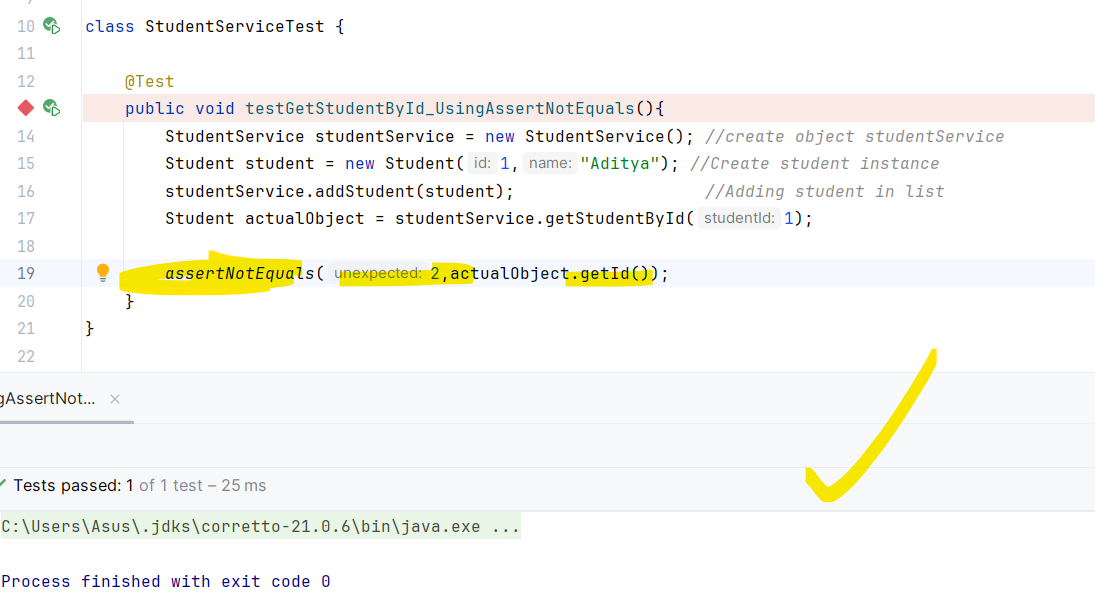 10 class StudentServiceTest {
11
12 @Test
public void testGetStudentById_UsingAssertNotEquals(){
14 StudentService studentService = new StudentService(); //create object studentService
15 Student student = new Student( id: 1, name: "Aditya"); //Create student instance
16 studentService.addStudent(student); //Adding student in list
17 Student actualObject = studentService.getStudentById( studentId: 1);
18
19 assertNotEquals( unexpected: 2,actualObject.getId());
20 }
21 }
22
gAssertNot... ×
Tests passed: 1 of 1 test – 25 ms
C:\Users\Asus\.jdks\corretto-21.0.6\bin\java.exe ...
Process finished with exit code 0